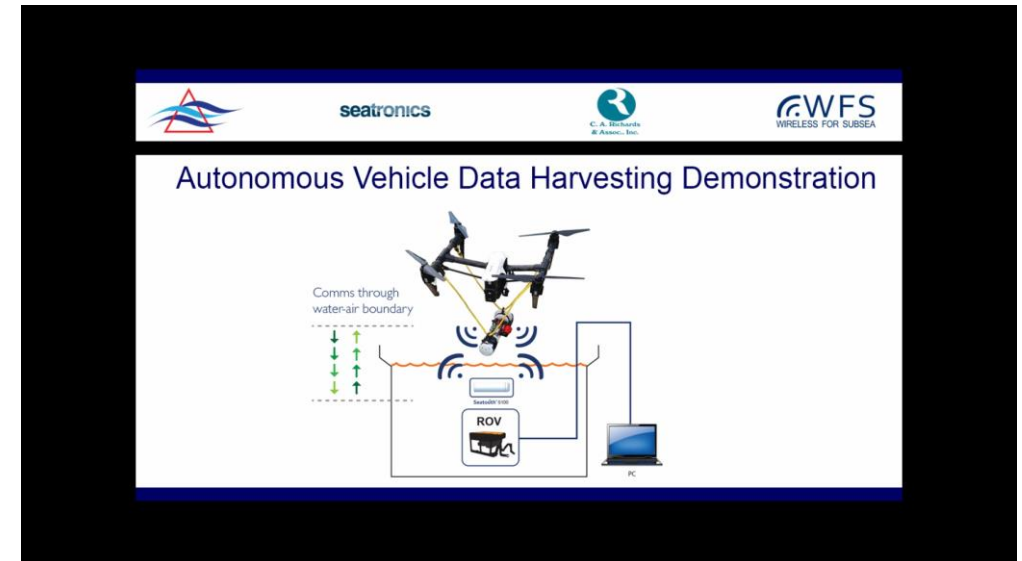 seatronics
C. A. Richards
& Assoc., Inc.
WFS
WIRELESS FOR SUBSEA
Autonomous Vehicle Data Harvesting Demonstration
Comms through
water-air boundary
ROV
PC